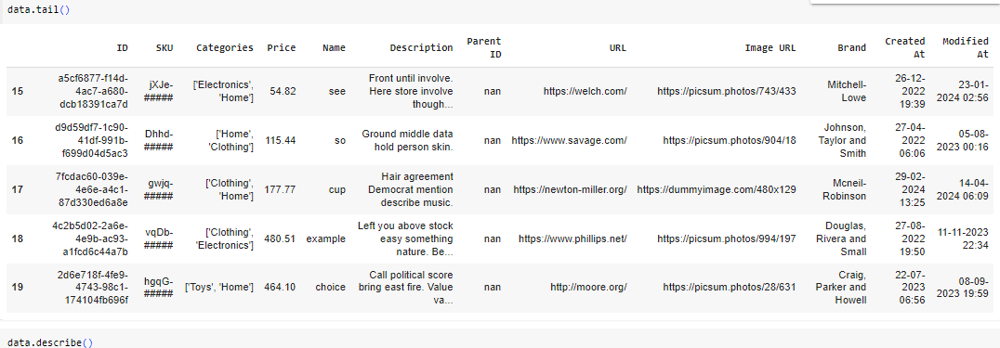 data.tail()
ID SKU Categories Price Name Description Parent ID URL Image URL Brand Created At Modified At
15 a5cf6877-f14d-4ac7-a680-dcb18391ca7d jXJe-##### ['Electronics', 'Home'] 54.82 see Front until involve. Here store involve though... nan https://welch.com/ https://picsum.photos/743/433 Mitchell-Lowe 26-12-2022 19:39 23-01-2024 02:56
16 d9d59df7-1c90-41df-991b-f699d04d5ac3 Dhhd-##### ['Home', 'Clothing'] 115.44 so Ground middle data hold person skin. nan https://www.savage.com/ https://picsum.photos/904/18 Johnson, Taylor and Smith 27-04-2022 06:06 05-08-2023 00:16
17 7fcdac60-039e-4e6e-a4c1-87d330ed6a8e gwjq-##### ['Clothing', 'Home'] 177.77 cup Hair agreement Democrat mention describe music. nan https://newton-miller.org/ https://dummyimage.com/480x129 Mcneil-Robinson 29-02-2024 13:25 14-04-2024 06:09
18 4c2b5d02-2a6e-4e9b-ac93-a1fcd6c44a7b vqDb-##### ['Clothing', 'Electronics'] 480.51 example Left you above stock easy something nature. Be... nan https://www.phillips.net/ https://picsum.photos/994/197 Douglas, Rivera and Small 27-08-2022 19:50 11-11-2023 22:34
19 2d6e718f-4fe9-4743-98c1-174104fb696f hgqG-##### ['Toys', 'Home'] 464.10 choice Call political score bring east fire. Value va... nan http://moore.org/ https://picsum.photos/28/631 Craig, Parker and Howell 22-07-2023 06:56 08-09-2023 19:59
data.describe()